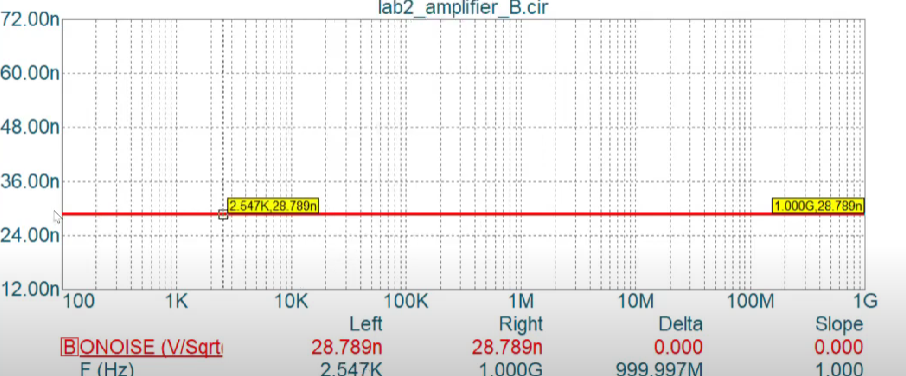 lab2_amplifier_B.cir
72.00n
60.00n
48.00n
36.00n
2.547K,28.789n 1.000G,28.789n
24.00n
12.00n
100 1K 10K 100K 1M 10M 100M 1G
Left Right Delta Slope
B ONOISE (V/Sqrt( 28.789n 28.789n 0.000 0.000
F (Hz) 2.547K 1.000G 999.997M 1.000